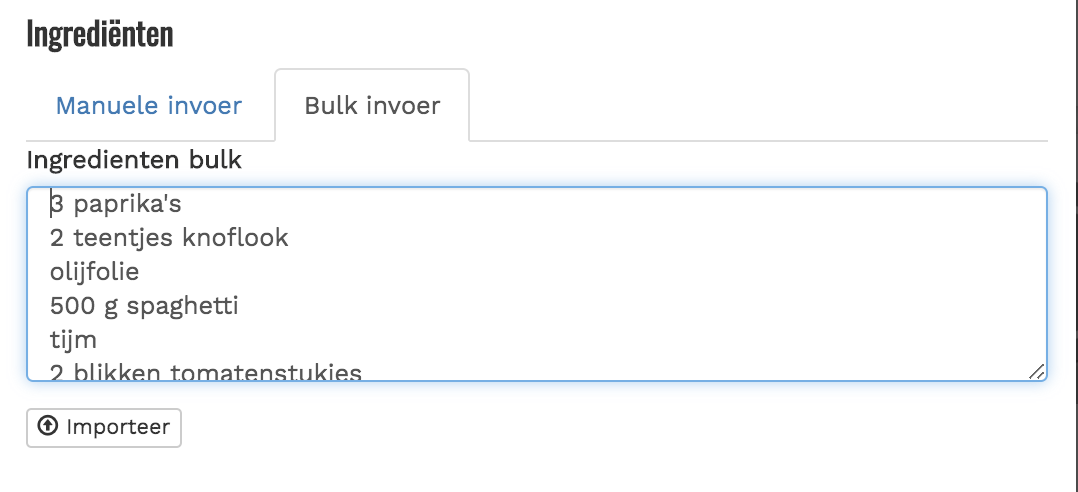 Ingrediënten
Manuele invoer
Bulk invoer
Ingredienten bulk
3 paprika's
2 teentjes knoflook
olijfolie
500 g spaghetti
tijm
2 blikken tomatenstukjes
Importeer